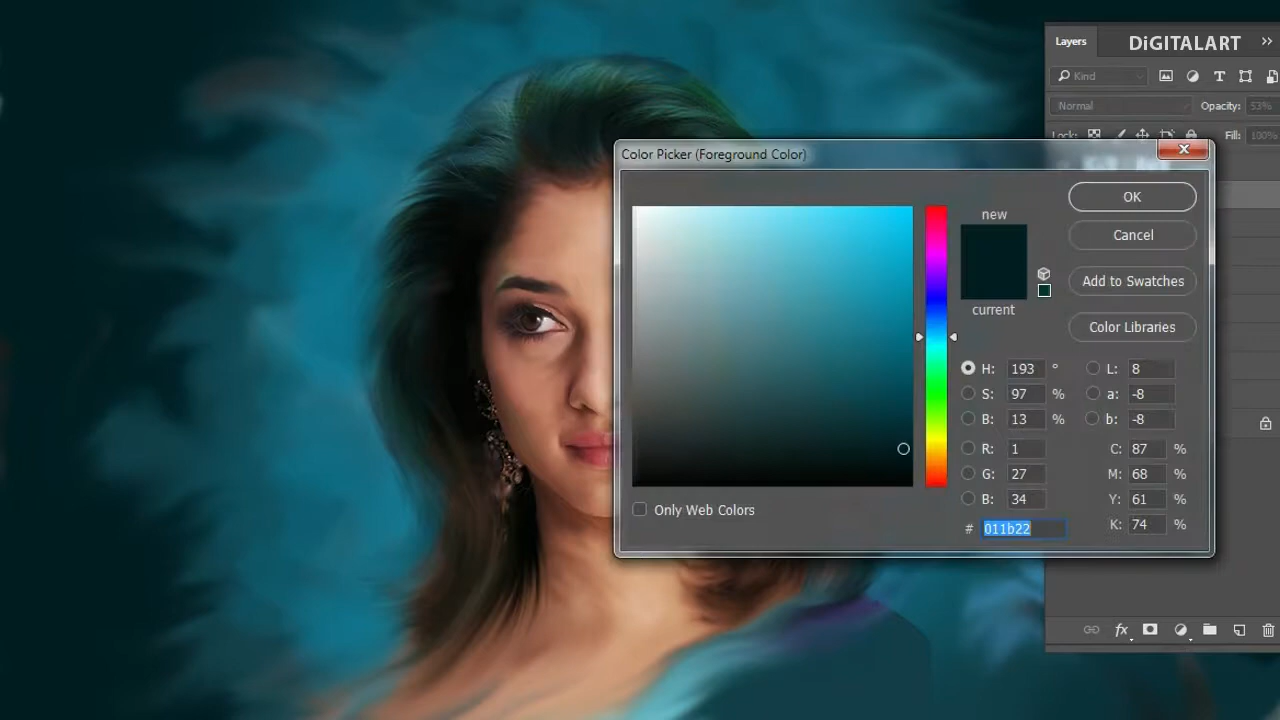 Layers
DiGITALART
Kind
Normal
Opacity: 53%
Lock:
Fill: 100%
Color Picker (Foreground Color)
new
current
OK
Cancel
Add to Swatches
Color Libraries
H: 193 °
S: 97 %
B: 13 %
R: 1
G: 27
B: 34
# 011b22
L: 8
a: -8
b: -8
C: 87 %
M: 68 %
Y: 61 %
K: 74 %
Only Web Colors
fx